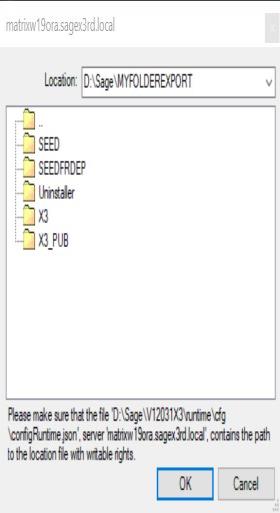 matrixw19ora.sagex3rd.local
Location: D:\Sage\MYFOLDEREXPORT
..
SEED
SEEDFRDEP
Uninstaller
X3
X3_PUB
Please make sure that the file 'D:\Sage\V12031X3\runtime\cfg
\configRuntime.json', server 'matrixw19ora.sagex3rd.local', contains the path
to the location file with writable rights.
OK Cancel